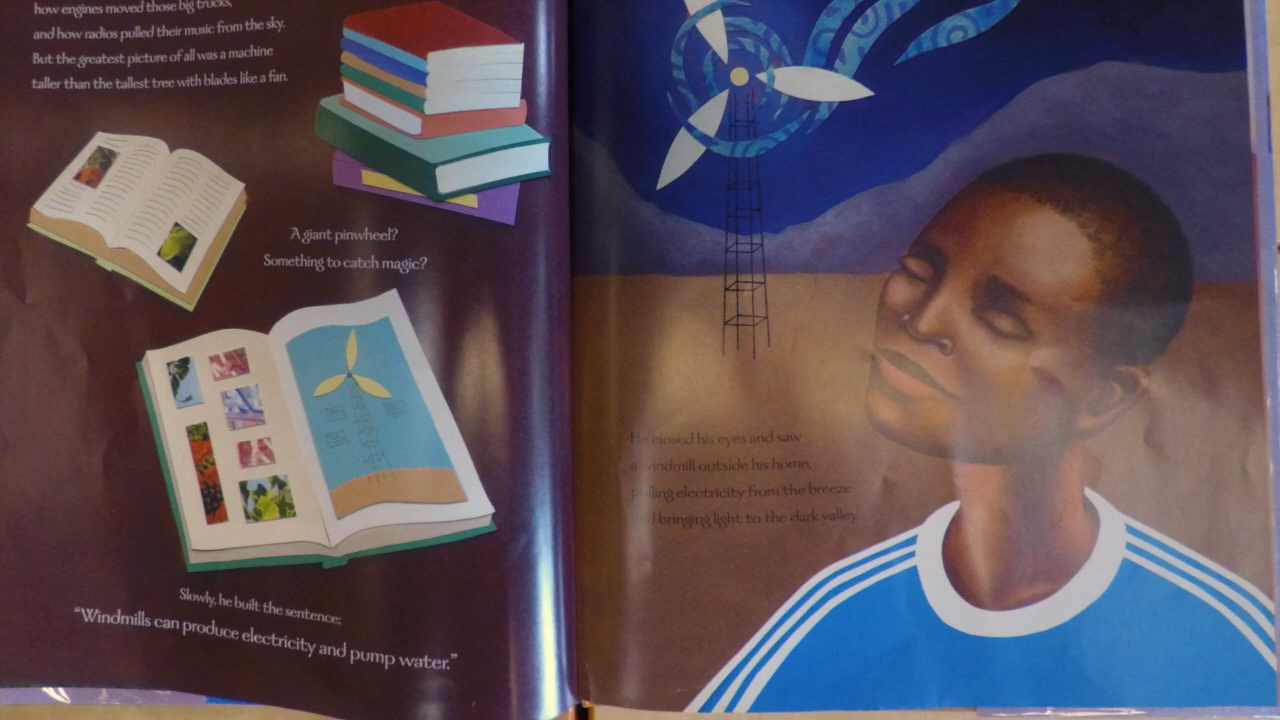 how engines moved those big trucks,
and how radios pulled their music from the sky.
But the greatest picture of all was a machine
taller than the tallest tree with blades like a fan.
A giant pinwheel?
Something to catch magic?
Slowly, he built the sentence:
“Windmills can produce electricity and pump water.”
He closed his eyes and saw
a windmill outside his home,
pulling electricity from the breeze
and bringing light to the dark valley.